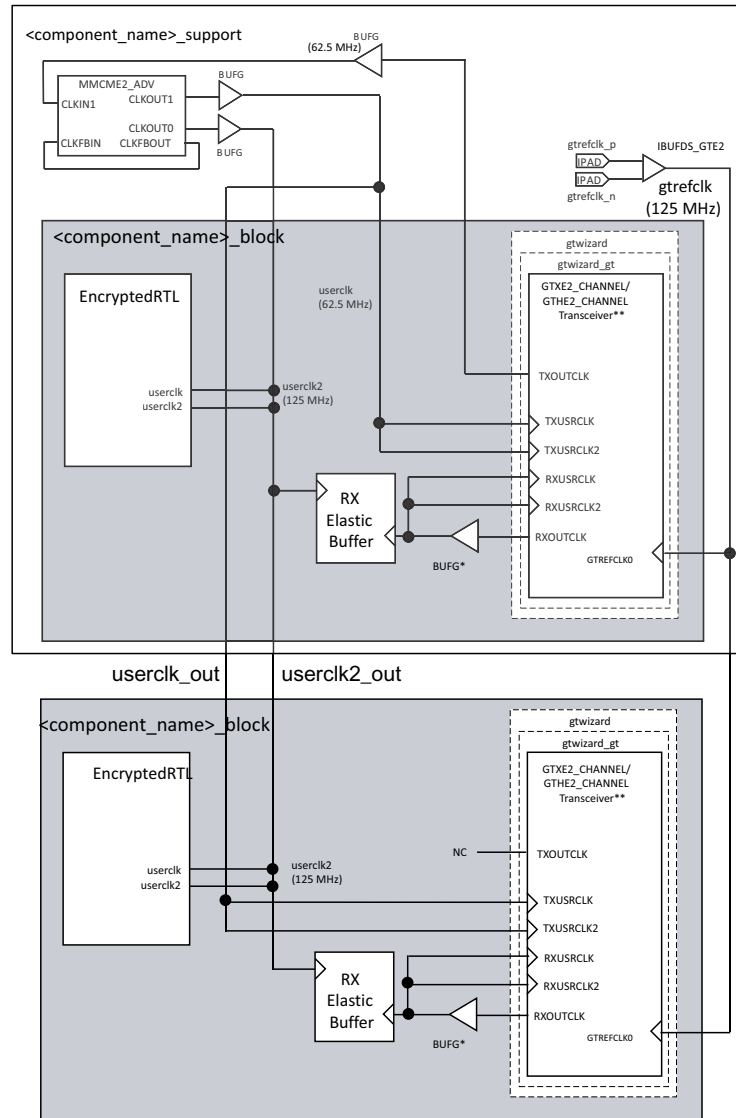 <component_name>_support
BUFG
(62.5 MHz)
BUFG
MMCME2_ADV
CLKIN1
CLKOUT1
CLKOUT0
CLKFBIN
CLKFBOUT
BUFG
gtrefclk_p
IPAD
IPAD
gtrefclk_n
IBUFDS_GTE2
gtrefclk
(125 MHz)
<component_name>_block
EncryptedRTL
userclk
userclk2
userclk
(62.5 MHz)
userclk2
(125 MHz)
RX
Elastic
Buffer
BUFG*
gtwizard
gtwizard_gt
GTXE2_CHANNEL/
GTHE2_CHANNEL
Transceiver**
TXOUTCLK
TXUSRCLK
TXUSRCLK2
RXUSRCLK
RXUSRCLK2
RXOUTCLK
GTREFCLK0
userclk_out
userclk2_out
<component_name>_block
EncryptedRTL
userclk
userclk2
userclk2
(125 MHz)
NC
RX
Elastic
Buffer
BUFG*
gtwizard
gtwizard_gt
GTXE2_CHANNEL/
GTHE2_CHANNEL
Transceiver**
TXOUTCLK
TXUSRCLK
TXUSRCLK2
RXUSRCLK
RXUSRCLK2
RXOUTCLK
GTREFCLK0